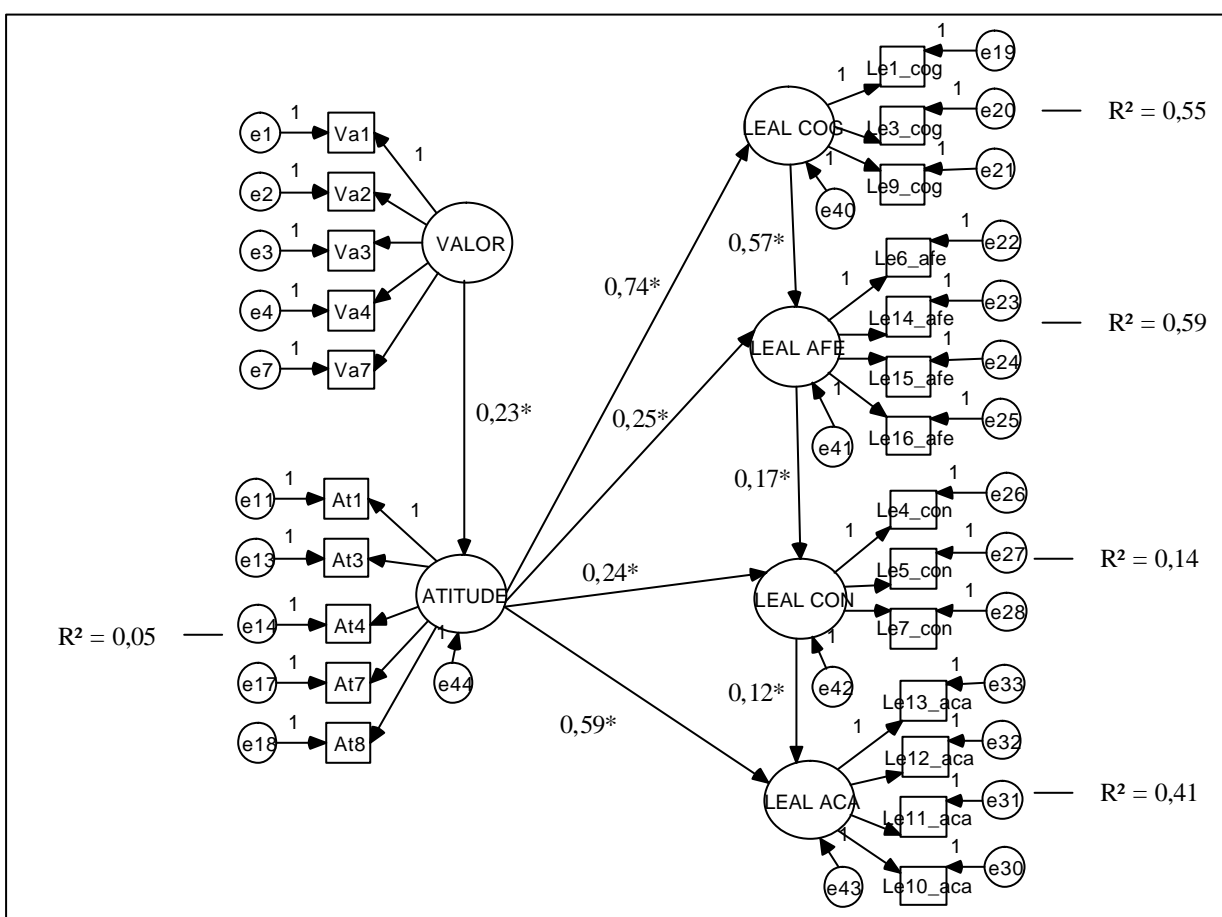 1
e1
Va1
1
1
e2
Va2
1
e3
Va3
1
e4
Va4
1
e7
Va7
VALOR
0,23*
1
e11
At1
1
1
e13
At3
1
e14
At4
1
e17
At7
1
e18
At8
ATITUDE
1
e44
R² = 0,05
0,74*
0,25*
0,24*
0,59*
LEAL COG
1
e40
1
Le1_cog
1
e19
Le3_cog
1
e20
Le9_cog
1
e21
R² = 0,55
0,57*
LEAL AFE
1
e41
1
Le6_afe
1
e22
Le14_afe
1
e23
Le15_afe
1
e24
Le16_afe
1
e25
R² = 0,59
0,17*
LEAL CON
1
e42
1
Le4_con
1
e26
Le5_con
1
e27
Le7_con
1
e28
R² = 0,14
0,12*
LEAL ACA
1
e43
1
Le13_aca
1
e33
Le12_aca
1
e32
Le11_aca
1
e31
Le10_aca
1
e30
R² = 0,41